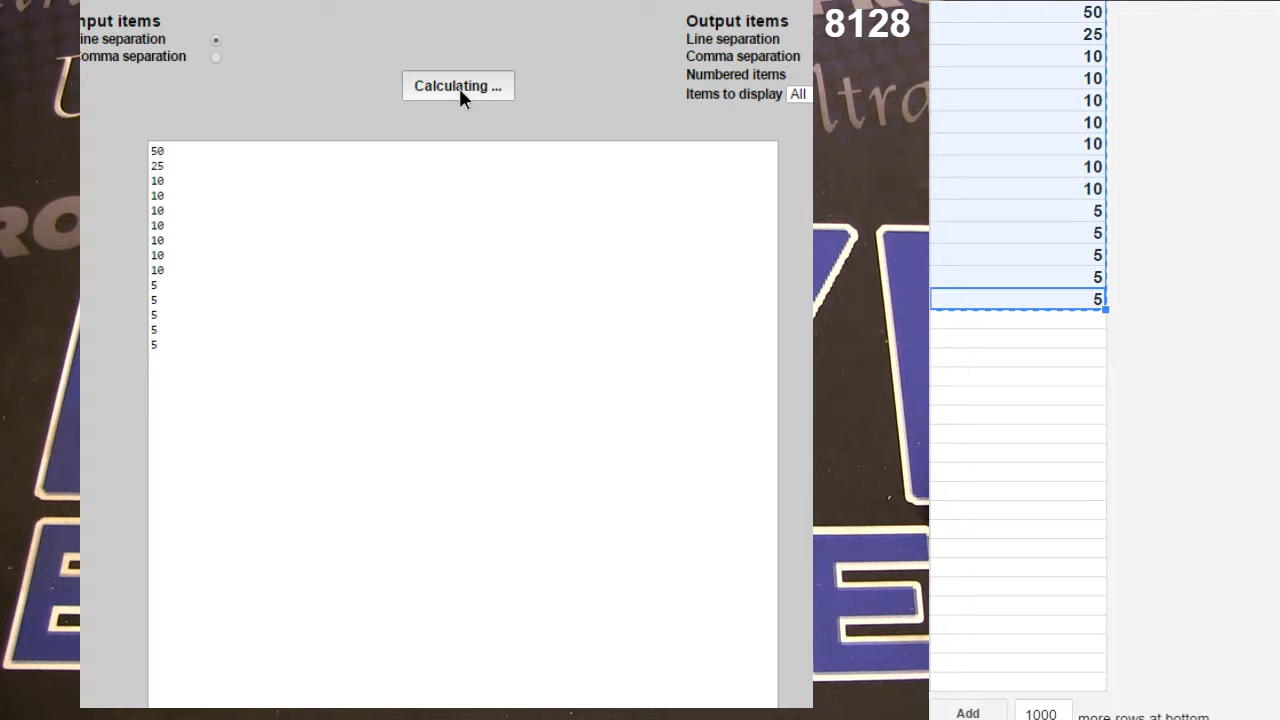 nput items
ine separation
omma separation
Calculating ...
Output items
Line separation
Comma separation
Numbered items
Items to display All
8128
50
25
10
10
10
10
10
10
10
5
5
5
5
5
50
25
10
10
10
10
10
10
10
5
5
5
5
5
Add 1000 more rows at bottom
RO
ltra